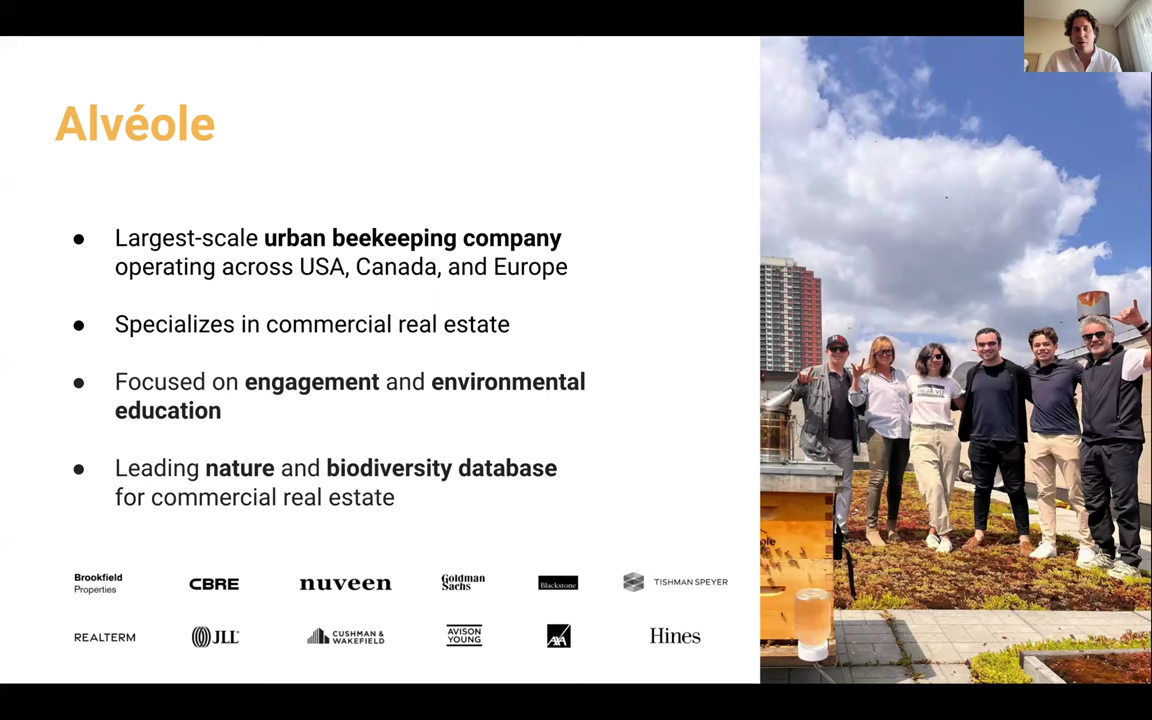 Alvéole
● Largest-scale urban beekeeping company
operating across USA, Canada, and Europe
● Specializes in commercial real estate
● Focused on engagement and environmental
education
● Leading nature and biodiversity database
for commercial real estate
Brookfield
Properties
CBRE
nuveen
Goldman
Sachs
Blackstone
TISHMAN SPEYER
REALTERM
JLL
CUSHMAN &
WAKEFIELD
AVISON
YOUNG
AXA
Hines